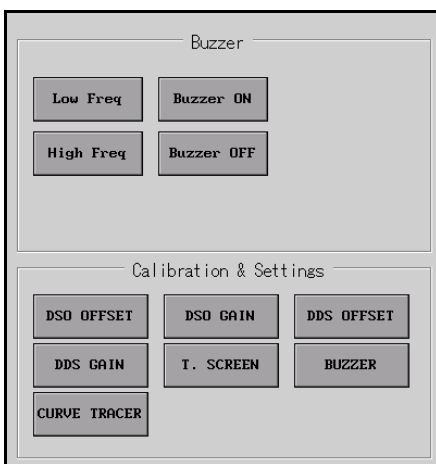 Buzzer
Low Freq Buzzer ON
High Freq Buzzer OFF
Calibration & Settings
DSO OFFSET DSO GAIN DDS OFFSET
DDS GAIN T. SCREEN BUZZER
CURVE TRACER